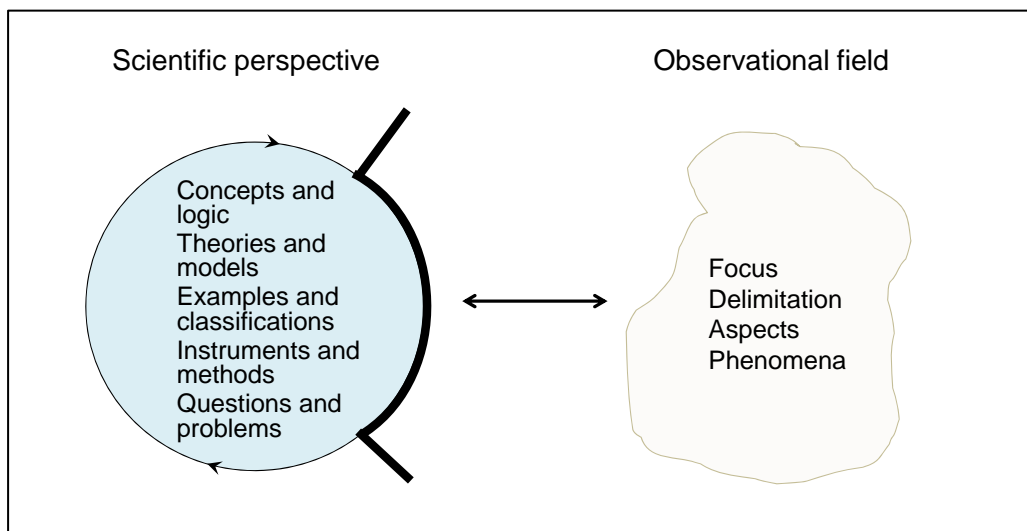 Scientific perspective
Observational field
Concepts and
logic
Theories and
models
Examples and
classifications
Instruments and
methods
Questions and
problems
Focus
Delimitation
Aspects
Phenomena